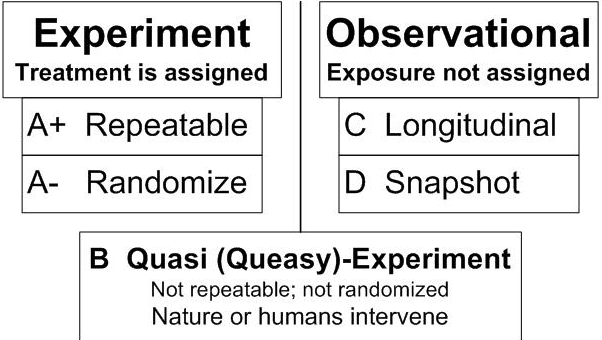 Experiment
Treatment is assigned
A+ Repeatable
A- Randomize
Observational
Exposure not assigned
C Longitudinal
D Snapshot
B Quasi (Queasy)-Experiment
Not repeatable; not randomized
Nature or humans intervene